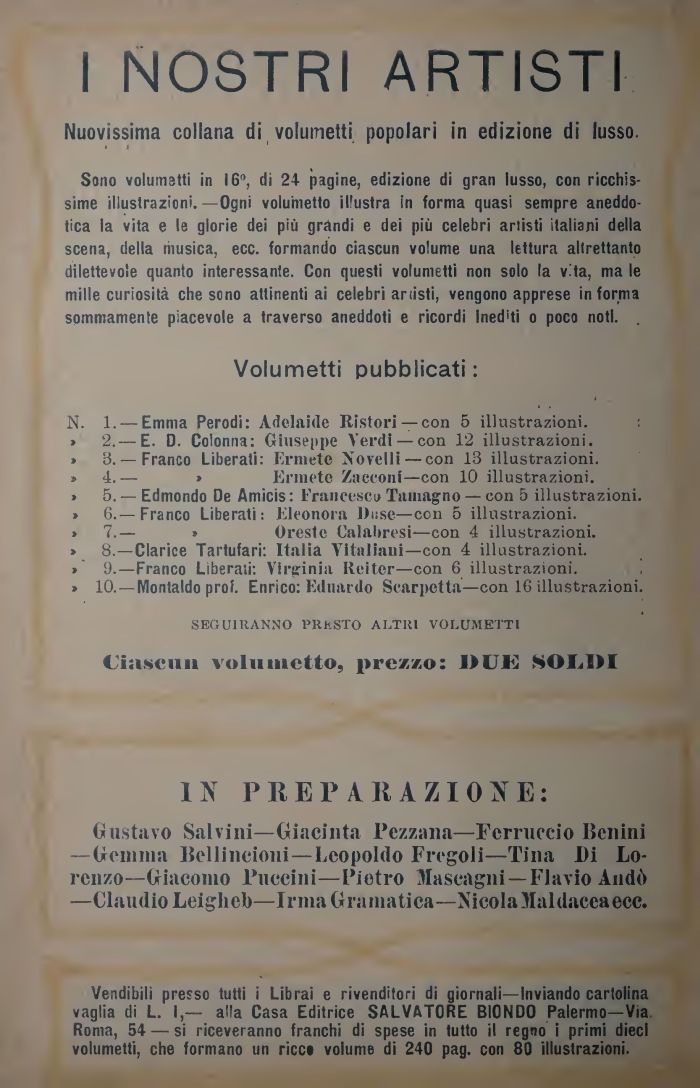 I NOSTRI ARTISTI
Nuovissima collana di volumetti popolari in edizione di lusso.
Sono volumetti in 16º, di 24 pagine, edizione di gran lusso, con ricchis-
sime illustrazioni. — Ogni volumetto illustra in forma quasi sempre aneddo-
tica la vita e le glorie dei più grandi e dei più celebri artisti italiani della
scena, della musica, ecc. formando ciascun volume una lettura altrettanto
dilettevole quanto interessante. Con questi volumetti non solo la vita, ma le
mille curiosità che sono attinenti ai celebri artisti, vengono apprese in forma
sommamente piacevole a traverso aneddoti e ricordi Inediti o poco noti.
Volumetti pubblicati:
N. 1.—Emma Perodi: Adelaide Ristori—con 5 illustrazioni.
» 2.—E. D. Colonna: Giuseppe Verdi—con 12 illustrazioni.
» 3.—Franco Liberati: Ermete Novelli—con 13 illustrazioni.
» 4.— » Ermete Zacconi—con 10 illustrazioni.
» 5.—Edmondo De Amicis: Francesco Tamagno—con 5 illustrazioni.
» 6.—Franco Liberati: Eleonora Duse—con 5 illustrazioni.
» 7.— » Oreste Calabresi—con 4 illustrazioni.
» 8.—Clarice Tartufari: Italia Vitaliani—con 4 illustrazioni.
» 9.—Franco Liberati: Virginia Reiter—con 6 illustrazioni.
» 10.—Montaldo prof. Enrico: Eduardo Scarpetta—con 16 illustrazioni.
SEGUIRANNO PRESTO ALTRI VOLUMETTI
Ciascun volumetto, prezzo: DUE SOLDI
IN PREPARAZIONE:
Gustavo Salvini—Giacinta Pezzana—Ferruccio Benini
—Gemma Bellincioni—Leopoldo Fregoli—Tina Di Lo-
renzo—Giacomo Puccini—Pietro Mascagni—Flavio Andò
—Claudio Leigheb—Irma Gramatica—Nicola Maldacea ecc.
Vendibili presso tutti i Librai e rivenditori di giornali—Inviando cartolina
vaglia di L. I,— alla Casa Editrice SALVATORE BIONDO Palermo—Via
Roma, 54 — si riceveranno franchi di spese in tutto il regno i primi dieci
volumetti, che formano un ricco volume di 240 pag. con 80 illustrazioni.